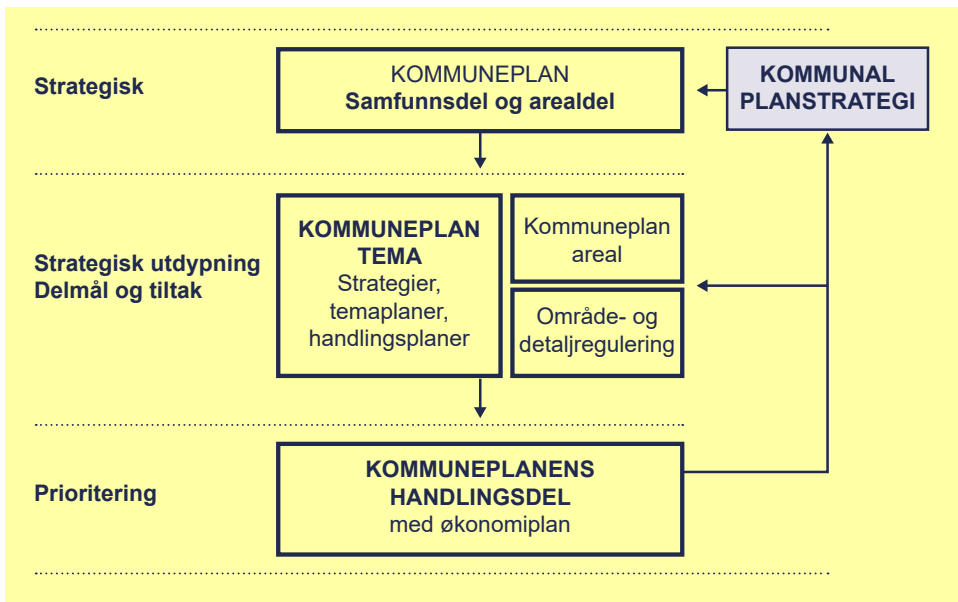 Strategisk
KOMMUNEPLAN
Samfunnsdel og arealdel
KOMMUNAL
PLANSTRATEGI
Strategisk utdypning
Delmål og tiltak
KOMMUNEPLAN
TEMA
Strategier,
temaplaner,
handlingsplaner
Kommuneplan
areal
Område- og
detaljregulering
Prioritering
KOMMUNEPLANENS
HANDLINGSDEL
med økonomiplan